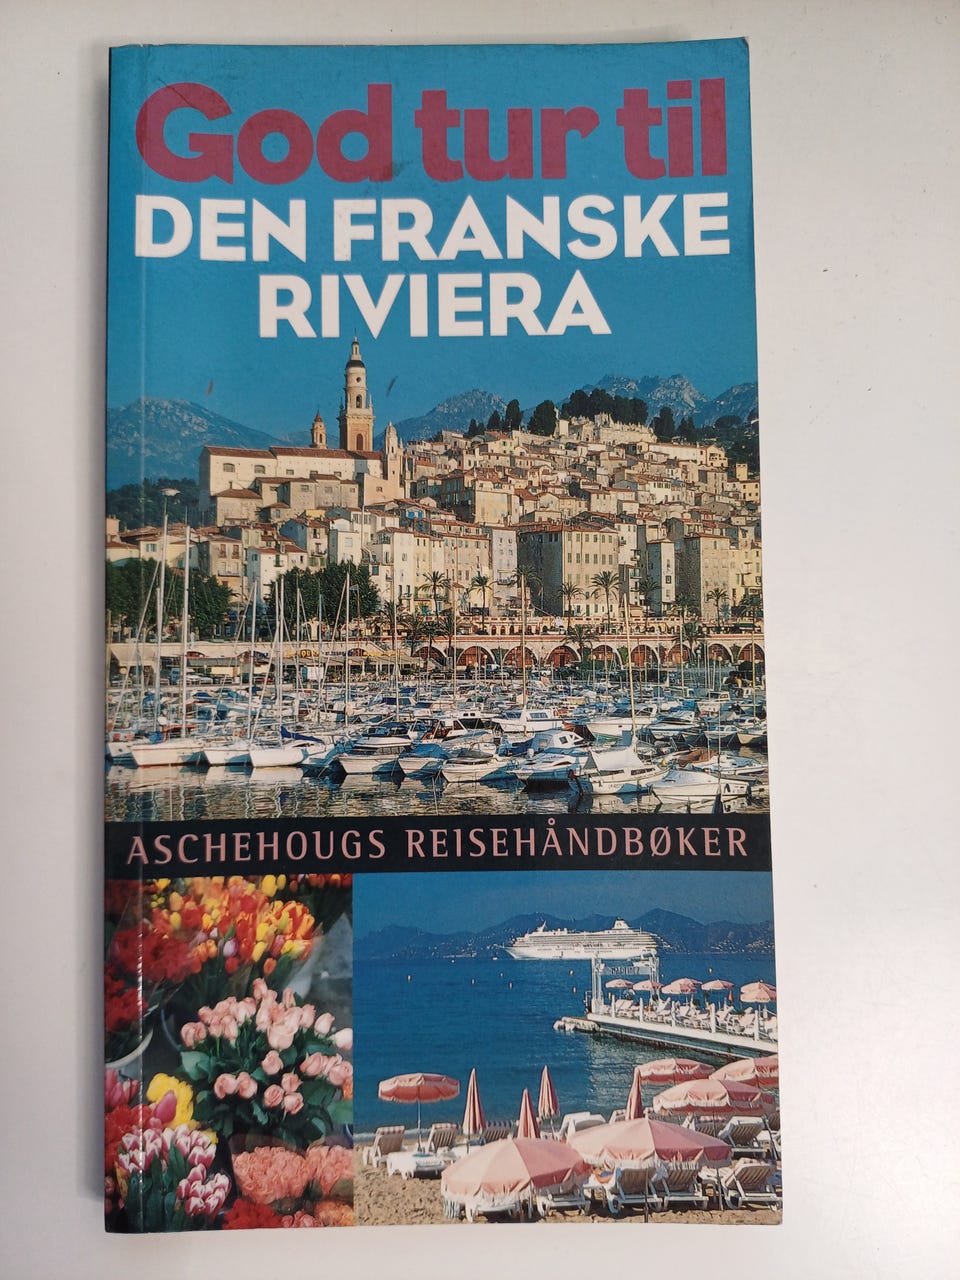 God tur til
DEN FRANSKE
RIVIERA
ASCHEHOUGS REISEHÅNDBØKER